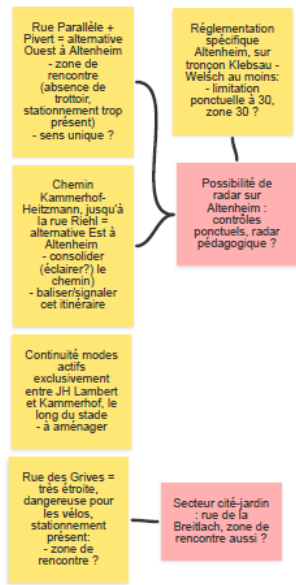 Rue Parallèle +
Pivert = alternative
Ouest à Altenheim
- zone de
rencontre
(absence de
trottoir,
stationnement trop
présent)
- sens unique ?
Réglementation
spécifique
Altenheim, sur
tronçon Klebsau -
Welsch au moins:
- limitation
ponctuelle à 30,
zone 30 ?
Chemin
Kammerhof-
Heitzmann, jusqu'à
la rue Riehl =
alternative Est à
Altenheim
- consolider
(éclairer?) le
chemin)
- baliser/signaler
cet itinéraire
Possibilité de
radar sur
Altenheim :
contrôles
ponctuels, radar
pédagogique ?
Continuité modes
actifs
exclusivement
entre JH Lambert
et Kammerhof, le
long du stade
- à aménager
Rue des Grives =
très étroite,
dangereuse pour
les vélos,
stationnement
présent:
- zone de
rencontre ?
Secteur cité-jardin
: rue de la
Breitlach, zone de
rencontre aussi ?